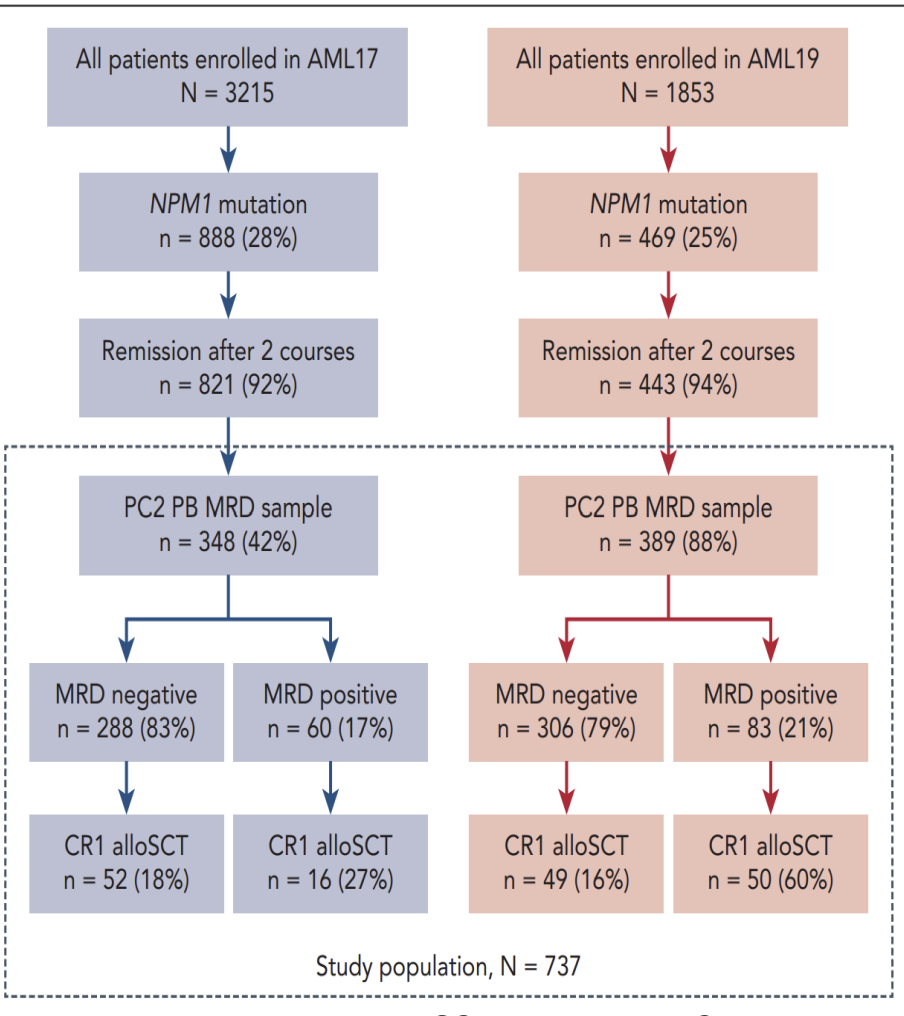 All patients enrolled in AML17
N = 3215
All patients enrolled in AML19
N = 1853
NPM1 mutation
n = 888 (28%)
NPM1 mutation
n = 469 (25%)
Remission after 2 courses
n = 821 (92%)
Remission after 2 courses
n = 443 (94%)
PC2 PB MRD sample
n = 348 (42%)
PC2 PB MRD sample
n = 389 (88%)
MRD negative
n = 288 (83%)
MRD positive
n = 60 (17%)
MRD negative
n = 306 (79%)
MRD positive
n = 83 (21%)
CR1 alloSCT
n = 52 (18%)
CR1 alloSCT
n = 16 (27%)
CR1 alloSCT
n = 49 (16%)
CR1 alloSCT
n = 50 (60%)
Study population, N = 737